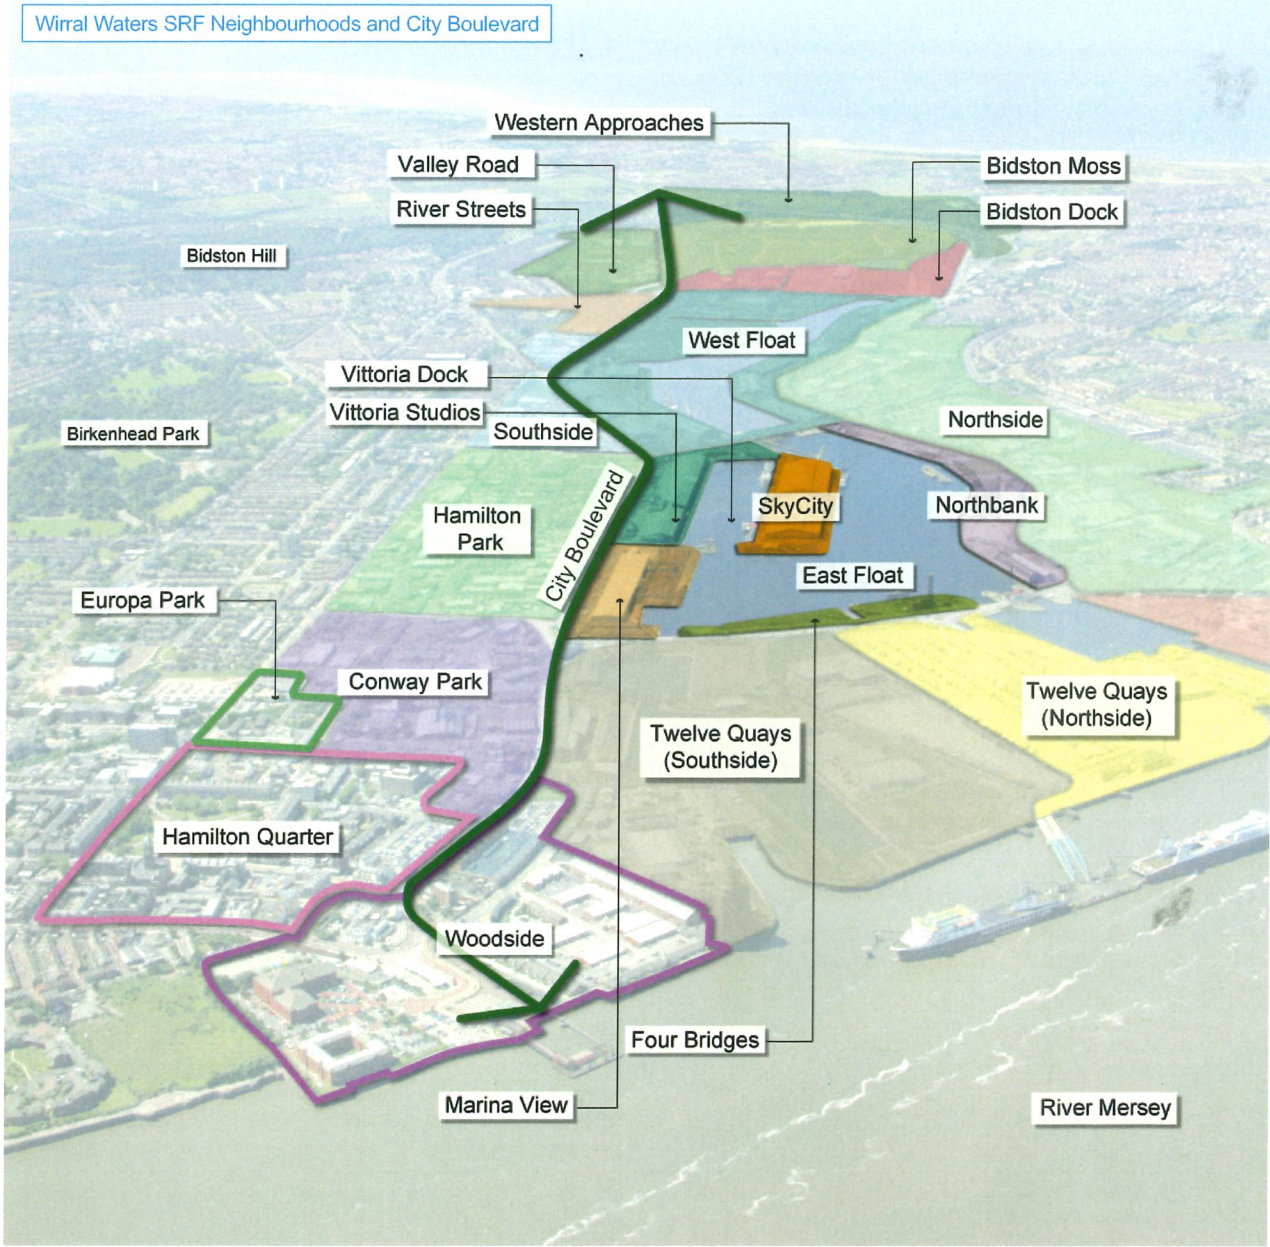 Wirral Waters SRF Neighbourhoods and City Boulevard
Western Approaches
Valley Road
Bidston Moss
River Streets
Bidston Dock
Bidston Hill
West Float
Vittoria Dock
Vittoria Studios
Northside
Birkenhead Park
Southside
City Boulevard
SkyCity
Northbank
Hamilton
Park
East Float
Europa Park
Conway Park
Twelve Quays
(Northside)
Twelve Quays
(Southside)
Hamilton Quarter
Woodside
Four Bridges
Marina View
River Mersey